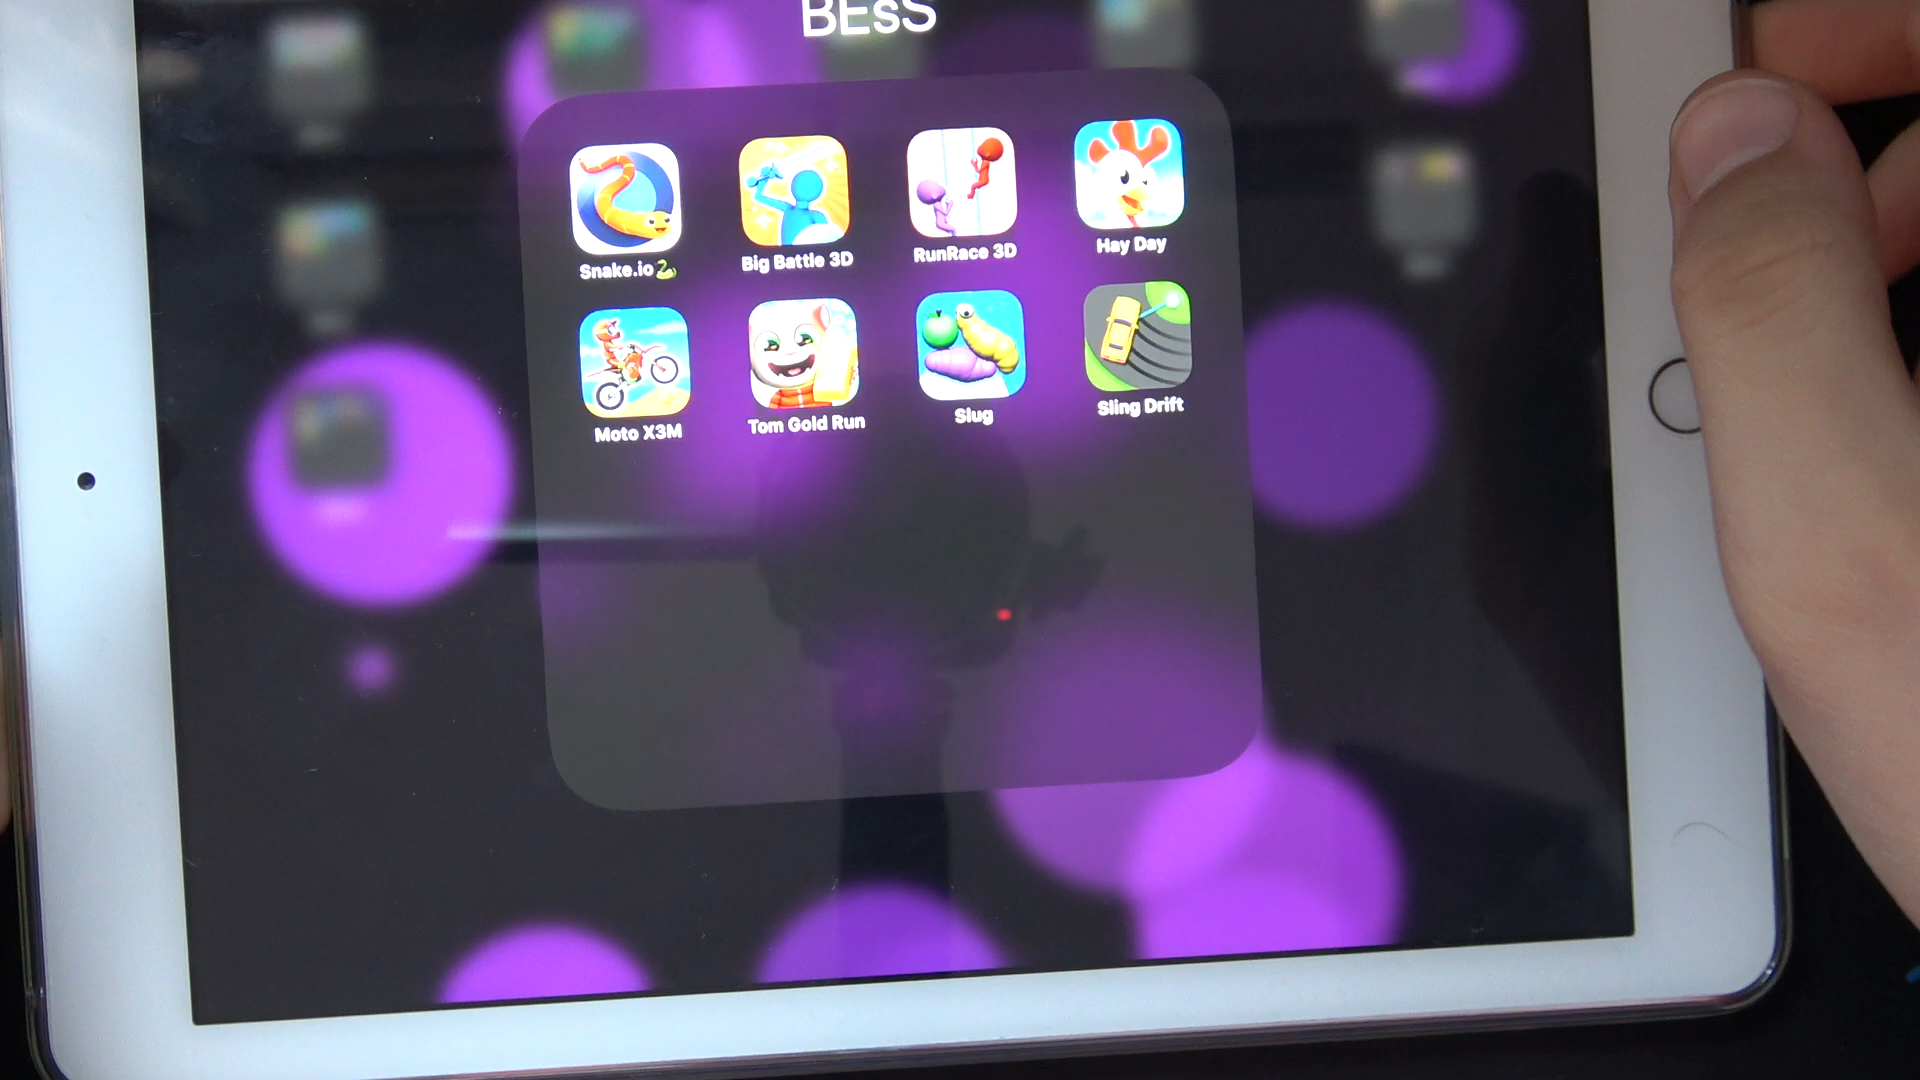 BEsS
Snake.io🐍 Big Battle 3D RunRace 3D Hay Day
Moto X3M Tom Gold Run Slug Sling Drift